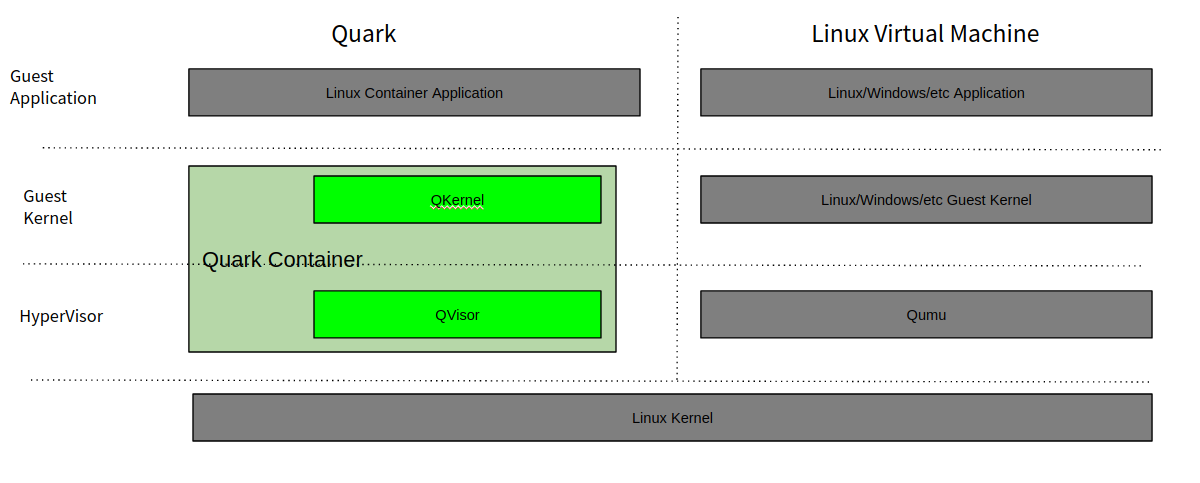 Quark
Linux Virtual Machine
Guest
Application
Linux Container Application
Linux/Windows/etc Application
Guest
Kernel
QKernel
Linux/Windows/etc Guest Kernel
Quark Container
HyperVisor
QVisor
Qumu
Linux Kernel